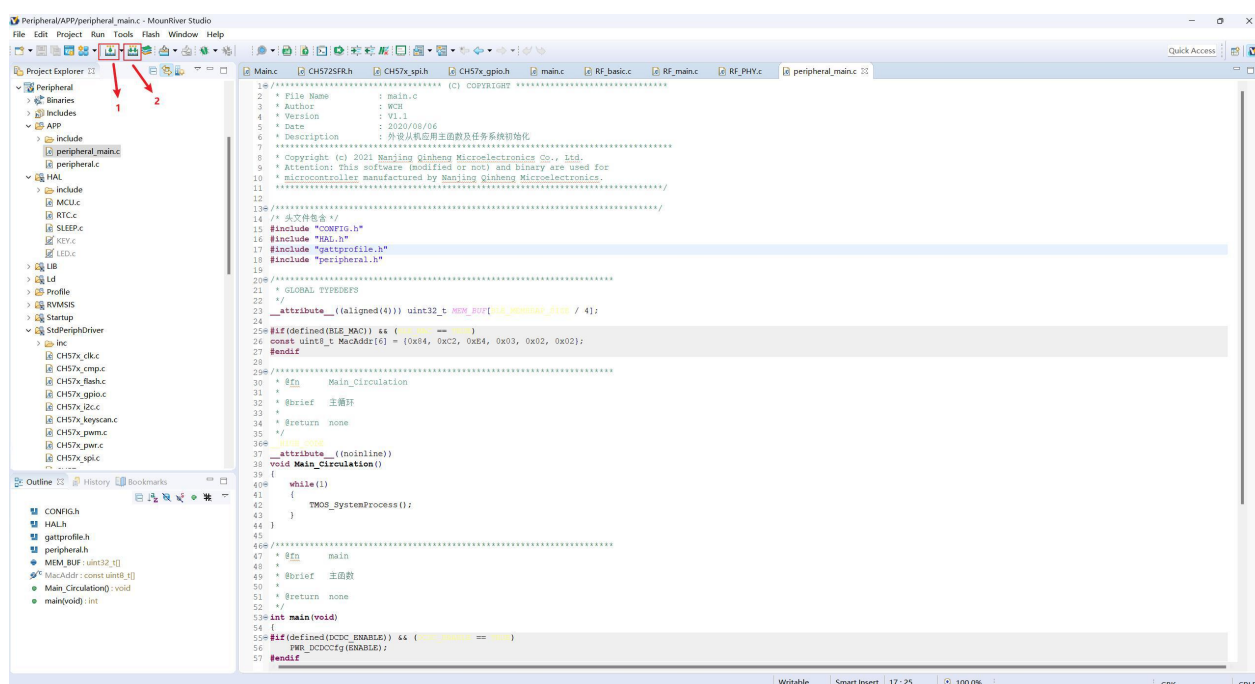 Peripheral/APP/peripheral_main.c - MounRiver Studio
File Edit Project Run Tools Flash Window Help
Quick Access
1
2
Project Explorer
Peripheral
Binaries
Includes
APP
include
peripheral_main.c
peripheral.c
HAL
include
MCU.c
RTC.c
SLEEP.c
KEY.c
LED.c
LIB
Ld
Profile
RVMSIS
Startup
StdPeriphDriver
inc
CH57x_clk.c
CH57x_cmp.c
CH57x_flash.c
CH57x_gpio.c
CH57x_i2c.c
CH57x_keyscan.c
CH57x_pwm.c
CH57x_pwr.c
CH57x_spi.c
Outline History Bookmarks
CONFIG.h
HAL.h
gattprofile.h
peripheral.h
MEM_BUF : uint32_t[]
MacAddr : const uint8_t[]
Main_Circulation() : void
main(void) : int
Main.c CH572SFR.h CH57x_spi.h CH57x_gpio.h main.c RF_basic.c RF_main.c RF_PHY.c peripheral_main.c
1 /******************************** (C) COPYRIGHT *******************************
2 * File Name : main.c
3 * Author : WCH
4 * Version : V1.1
5 * Date : 2020/08/06
6 * Description : 外设从机应用主函数及任务系统初始化
7 *********************************************************************************
8 * Copyright (c) 2021 Nanjing Qinheng Microelectronics Co., Ltd.
9 * Attention: This software (modified or not) and binary are used for
10 * microcontroller manufactured by Nanjing Qinheng Microelectronics.
11 *******************************************************************************/
12
13 /******************************************************************************/
14 /* 头文件包含 */
15 #include "CONFIG.h"
16 #include "HAL.h"
17 #include "gattprofile.h"
18 #include "peripheral.h"
19
20 /*********************************************************************
21 * GLOBAL TYPEDEFS
22 */
23 __attribute__((aligned(4))) uint32_t MEM_BUF[ / 4];
24
25 #if(defined(BLE_MAC)) && ( == )
26 const uint8_t MacAddr[6] = {0x84, 0xC2, 0xE4, 0x03, 0x02, 0x02};
27 #endif
28
29 /*********************************************************************
30 * @fn Main_Circulation
31 *
32 * @brief 主循环
33 *
34 * @return none
35 */
36
37 __attribute__((noinline))
38 void Main_Circulation()
39 {
40 while(1)
41 {
42 TMOS_SystemProcess();
43 }
44 }
45
46 /*********************************************************************
47 * @fn main
48 *
49 * @brief 主函数
50 *
51 * @return none
52 */
53 int main(void)
54 {
55 #if(defined(DCDC_ENABLE)) && ( == )
56 PWR_DCDCCfg(ENABLE);
57 #endif
Writable Smart Insert 17 : 25 100.0%